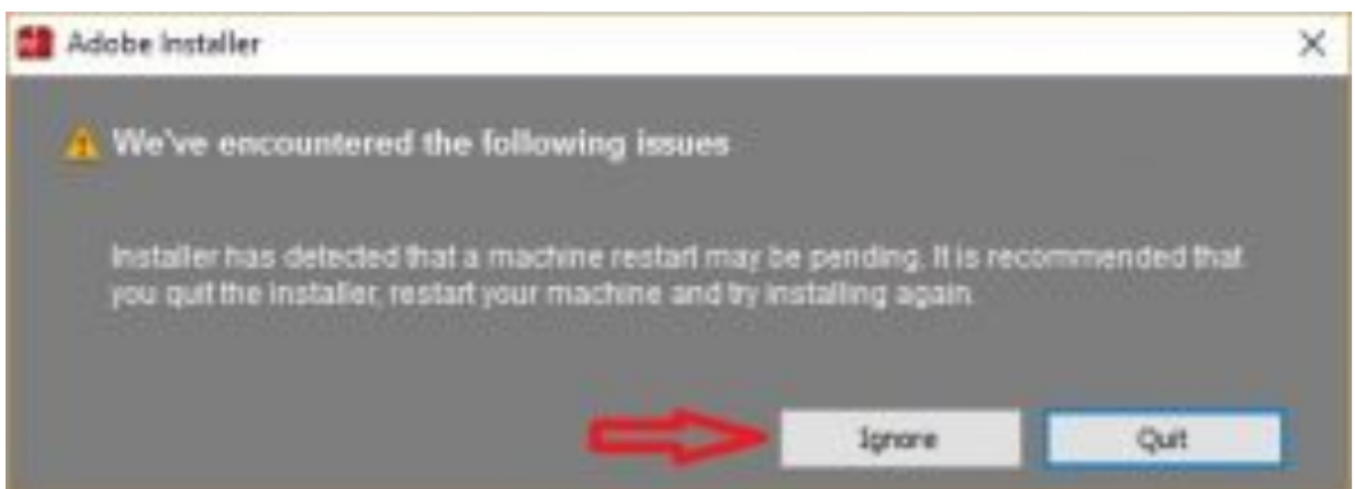 Adobe Installer
We've encountered the following issues
Installer has detected that a machine restart may be pending. It is recommended that
you quit the installer, restart your machine and try installing again.
Ignore
Quit